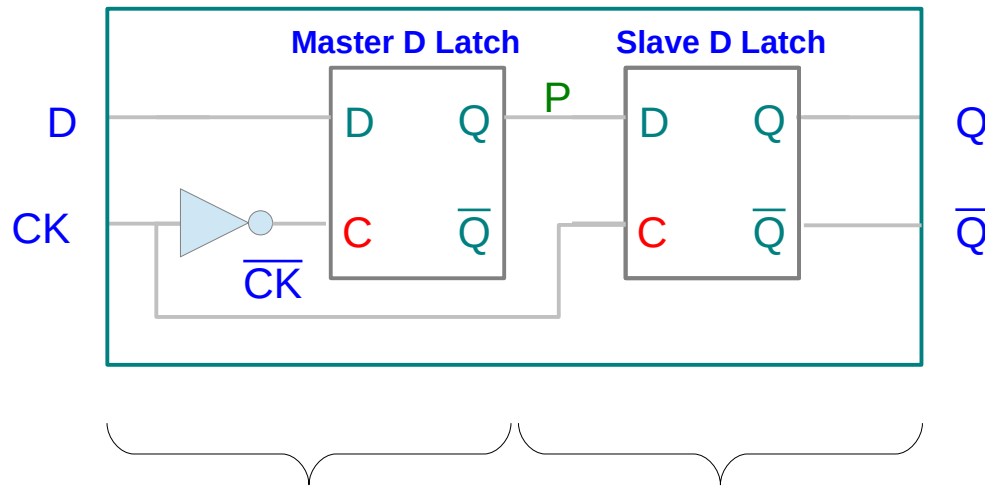 Master D Latch Slave D Latch
P
D D Q D Q Q
CK C Q̅ C Q̅ Q̅
C̅K̅